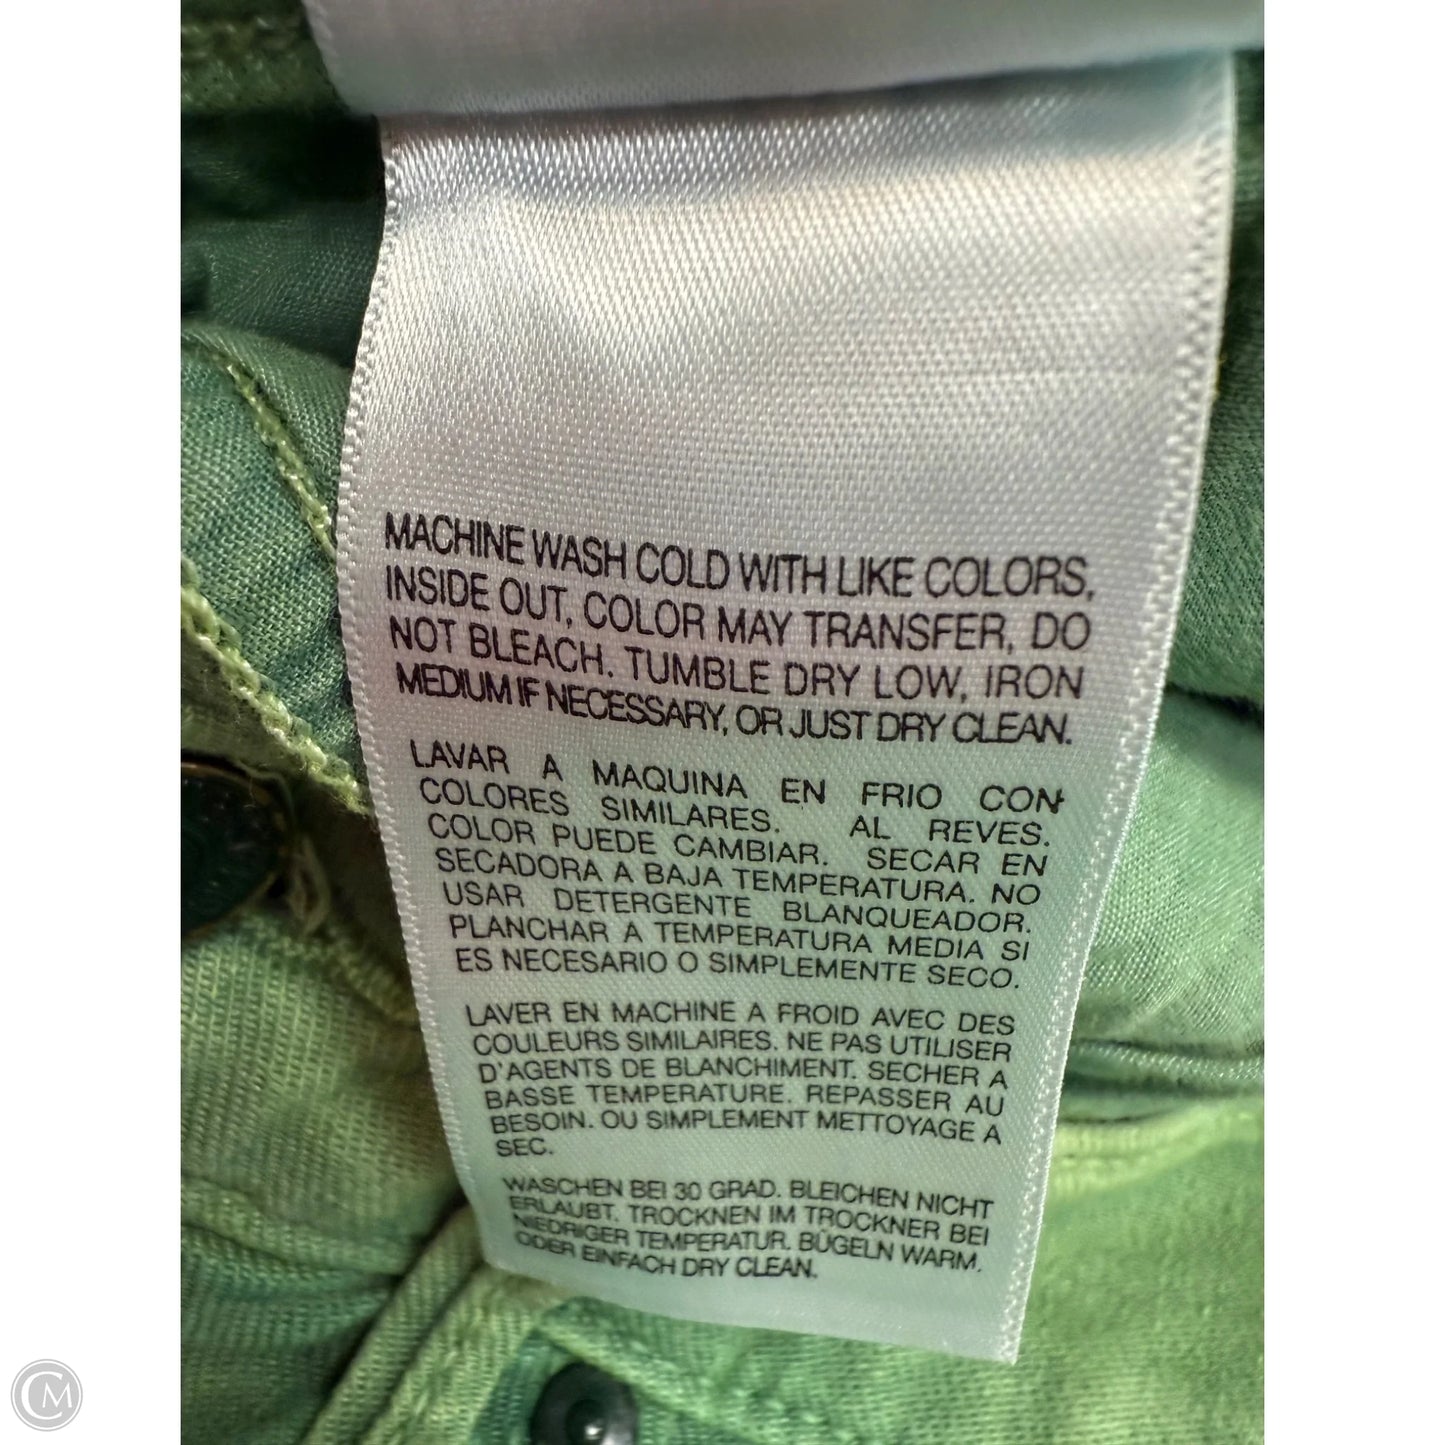 MACHINE WASH COLD WITH LIKE COLORS,
INSIDE OUT, COLOR MAY TRANSFER, DO
NOT BLEACH. TUMBLE DRY LOW, IRON
MEDIUM IF NECESSARY, OR JUST DRY CLEAN.
LAVAR A MAQUINA EN FRIO CON
COLORES SIMILARES. AL REVES.
COLOR PUEDE CAMBIAR. SECAR EN
SECADORA A BAJA TEMPERATURA. NO
USAR DETERGENTE BLANQUEADOR.
PLANCHAR A TEMPERATURA MEDIA SI
ES NECESARIO O SIMPLEMENTE SECO.
LAVER EN MACHINE A FROID AVEC DES
COULEURS SIMILAIRES. NE PAS UTILISER
D'AGENTS DE BLANCHIMENT. SECHER A
BASSE TEMPERATURE. REPASSER AU
BESOIN. OU SIMPLEMENT METTOYAGE A
SEC.
WASCHEN BEI 30 GRAD. BLEICHEN NICHT
ERLAUBT. TROCKNEN IM TROCKNER BEI
NIEDRIGER TEMPERATUR. BÜGELN WARM.
ODER EINFACH DRY CLEAN.
CM